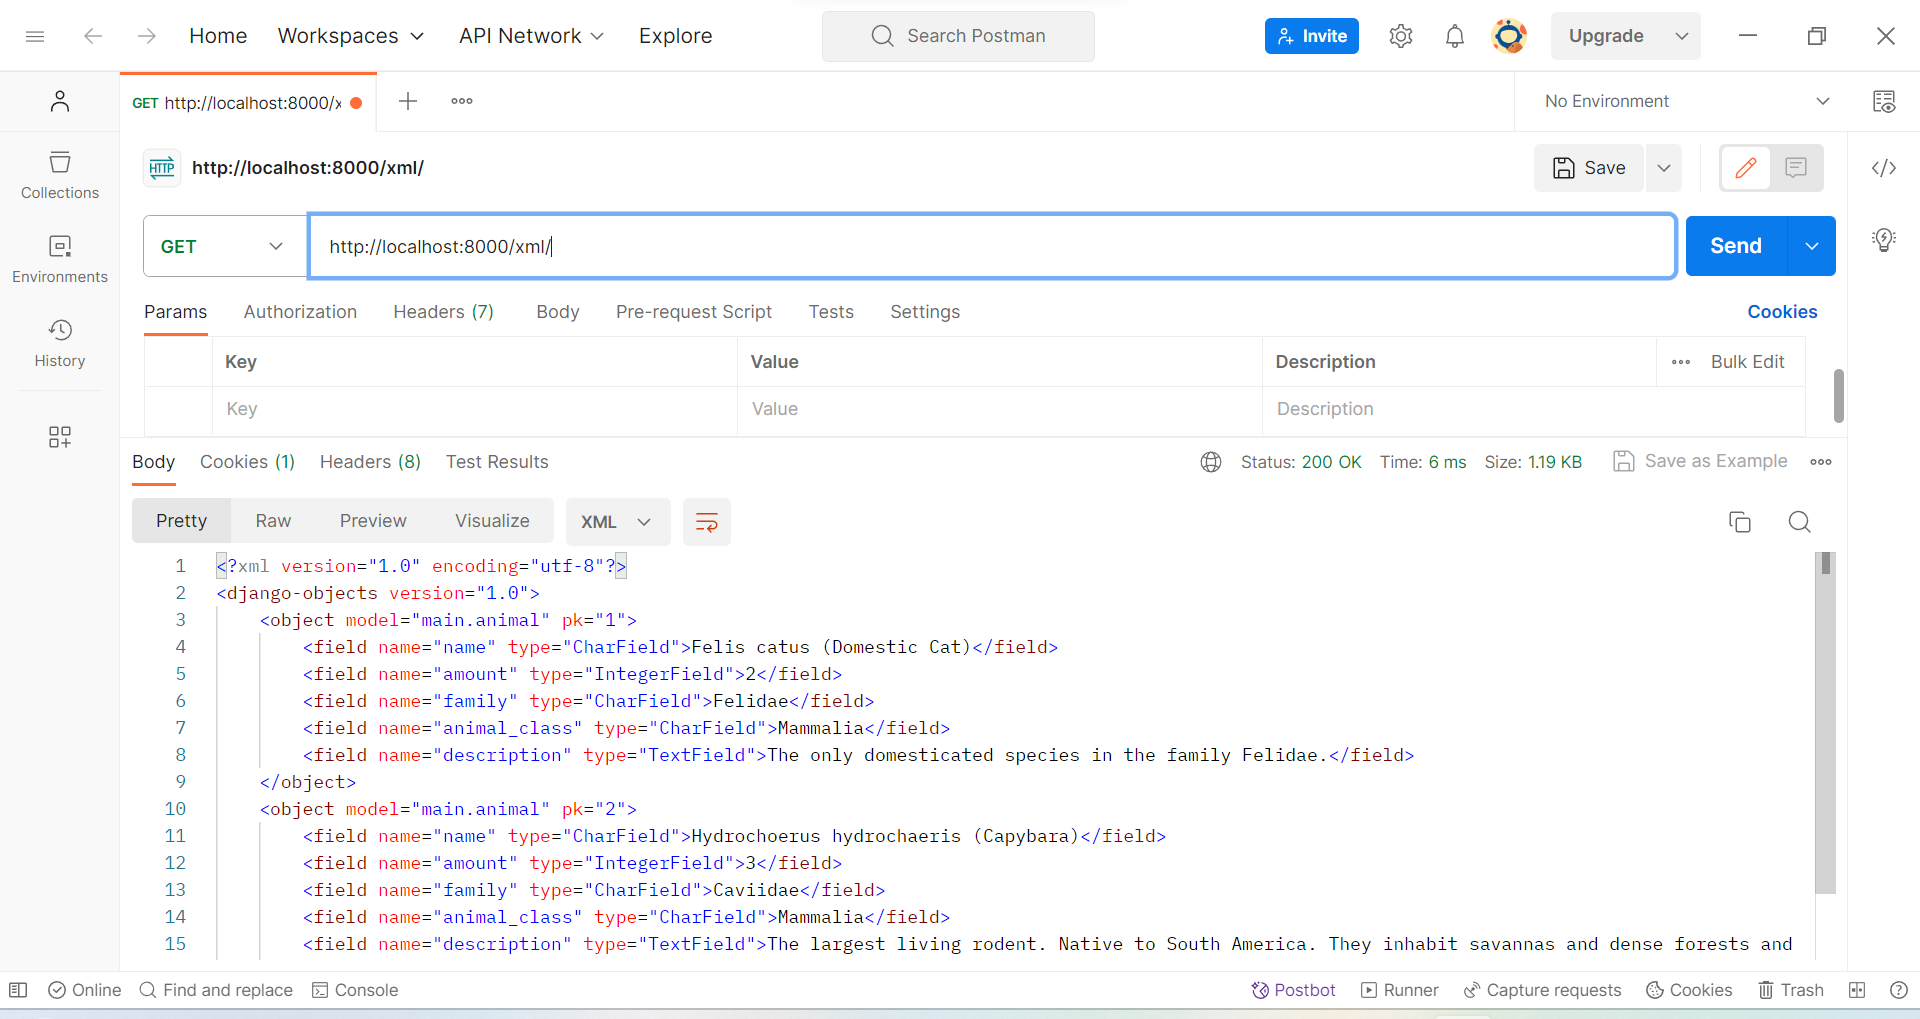 Home Workspaces API Network Explore Search Postman Invite Upgrade
GET http://localhost:8000/x No Environment
HTTP http://localhost:8000/xml/ Save
GET http://localhost:8000/xml/ Send
Collections
Environments
History
Params Authorization Headers (7) Body Pre-request Script Tests Settings Cookies
Key Value Description Bulk Edit
Key Value Description
Body Cookies (1) Headers (8) Test Results Status: 200 OK Time: 6 ms Size: 1.19 KB Save as Example
Pretty Raw Preview Visualize XML
1 <?xml version="1.0" encoding="utf-8"?>
2 <django-objects version="1.0">
3 <object model="main.animal" pk="1">
4 <field name="name" type="CharField">Felis catus (Domestic Cat)</field>
5 <field name="amount" type="IntegerField">2</field>
6 <field name="family" type="CharField">Felidae</field>
7 <field name="animal_class" type="CharField">Mammalia</field>
8 <field name="description" type="TextField">The only domesticated species in the family Felidae.</field>
9 </object>
10 <object model="main.animal" pk="2">
11 <field name="name" type="CharField">Hydrochoerus hydrochaeris (Capybara)</field>
12 <field name="amount" type="IntegerField">3</field>
13 <field name="family" type="CharField">Caviidae</field>
14 <field name="animal_class" type="CharField">Mammalia</field>
15 <field name="description" type="TextField">The largest living rodent. Native to South America. They inhabit savannas and dense forests and
Online Find and replace Console Postbot Runner Capture requests Cookies Trash